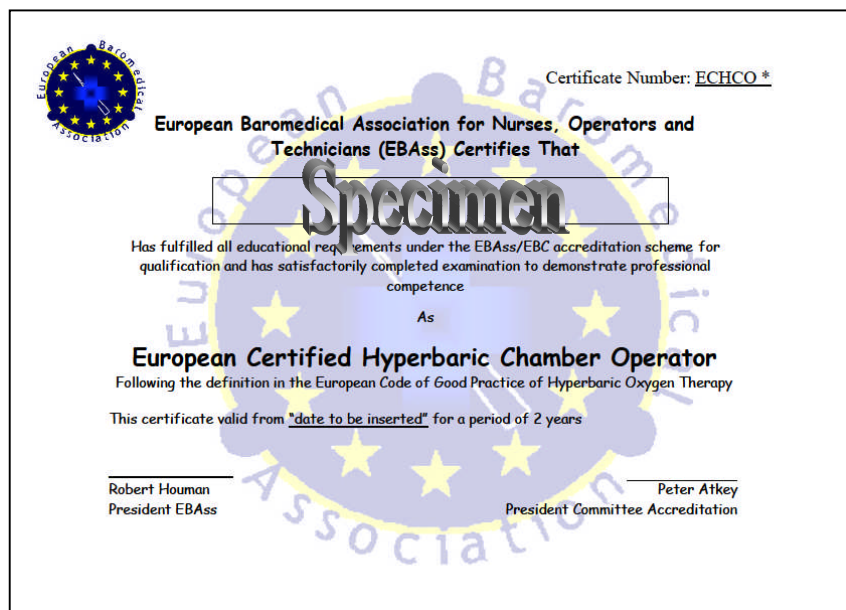 European Baromedical Association
Certificate Number: ECHCO *
European Baromedical Association
European Baromedical Association for Nurses, Operators and
Technicians (EBAss) Certifies That
Specimen
Has fulfilled all educational requirements under the EBAss/EBC accreditation scheme for
qualification and has satisfactorily completed examination to demonstrate professional
competence
As
European Certified Hyperbaric Chamber Operator
Following the definition in the European Code of Good Practice of Hyperbaric Oxygen Therapy
This certificate valid from "date to be inserted" for a period of 2 years
Robert Houman
President EBAss
Peter Atkey
President Committee Accreditation